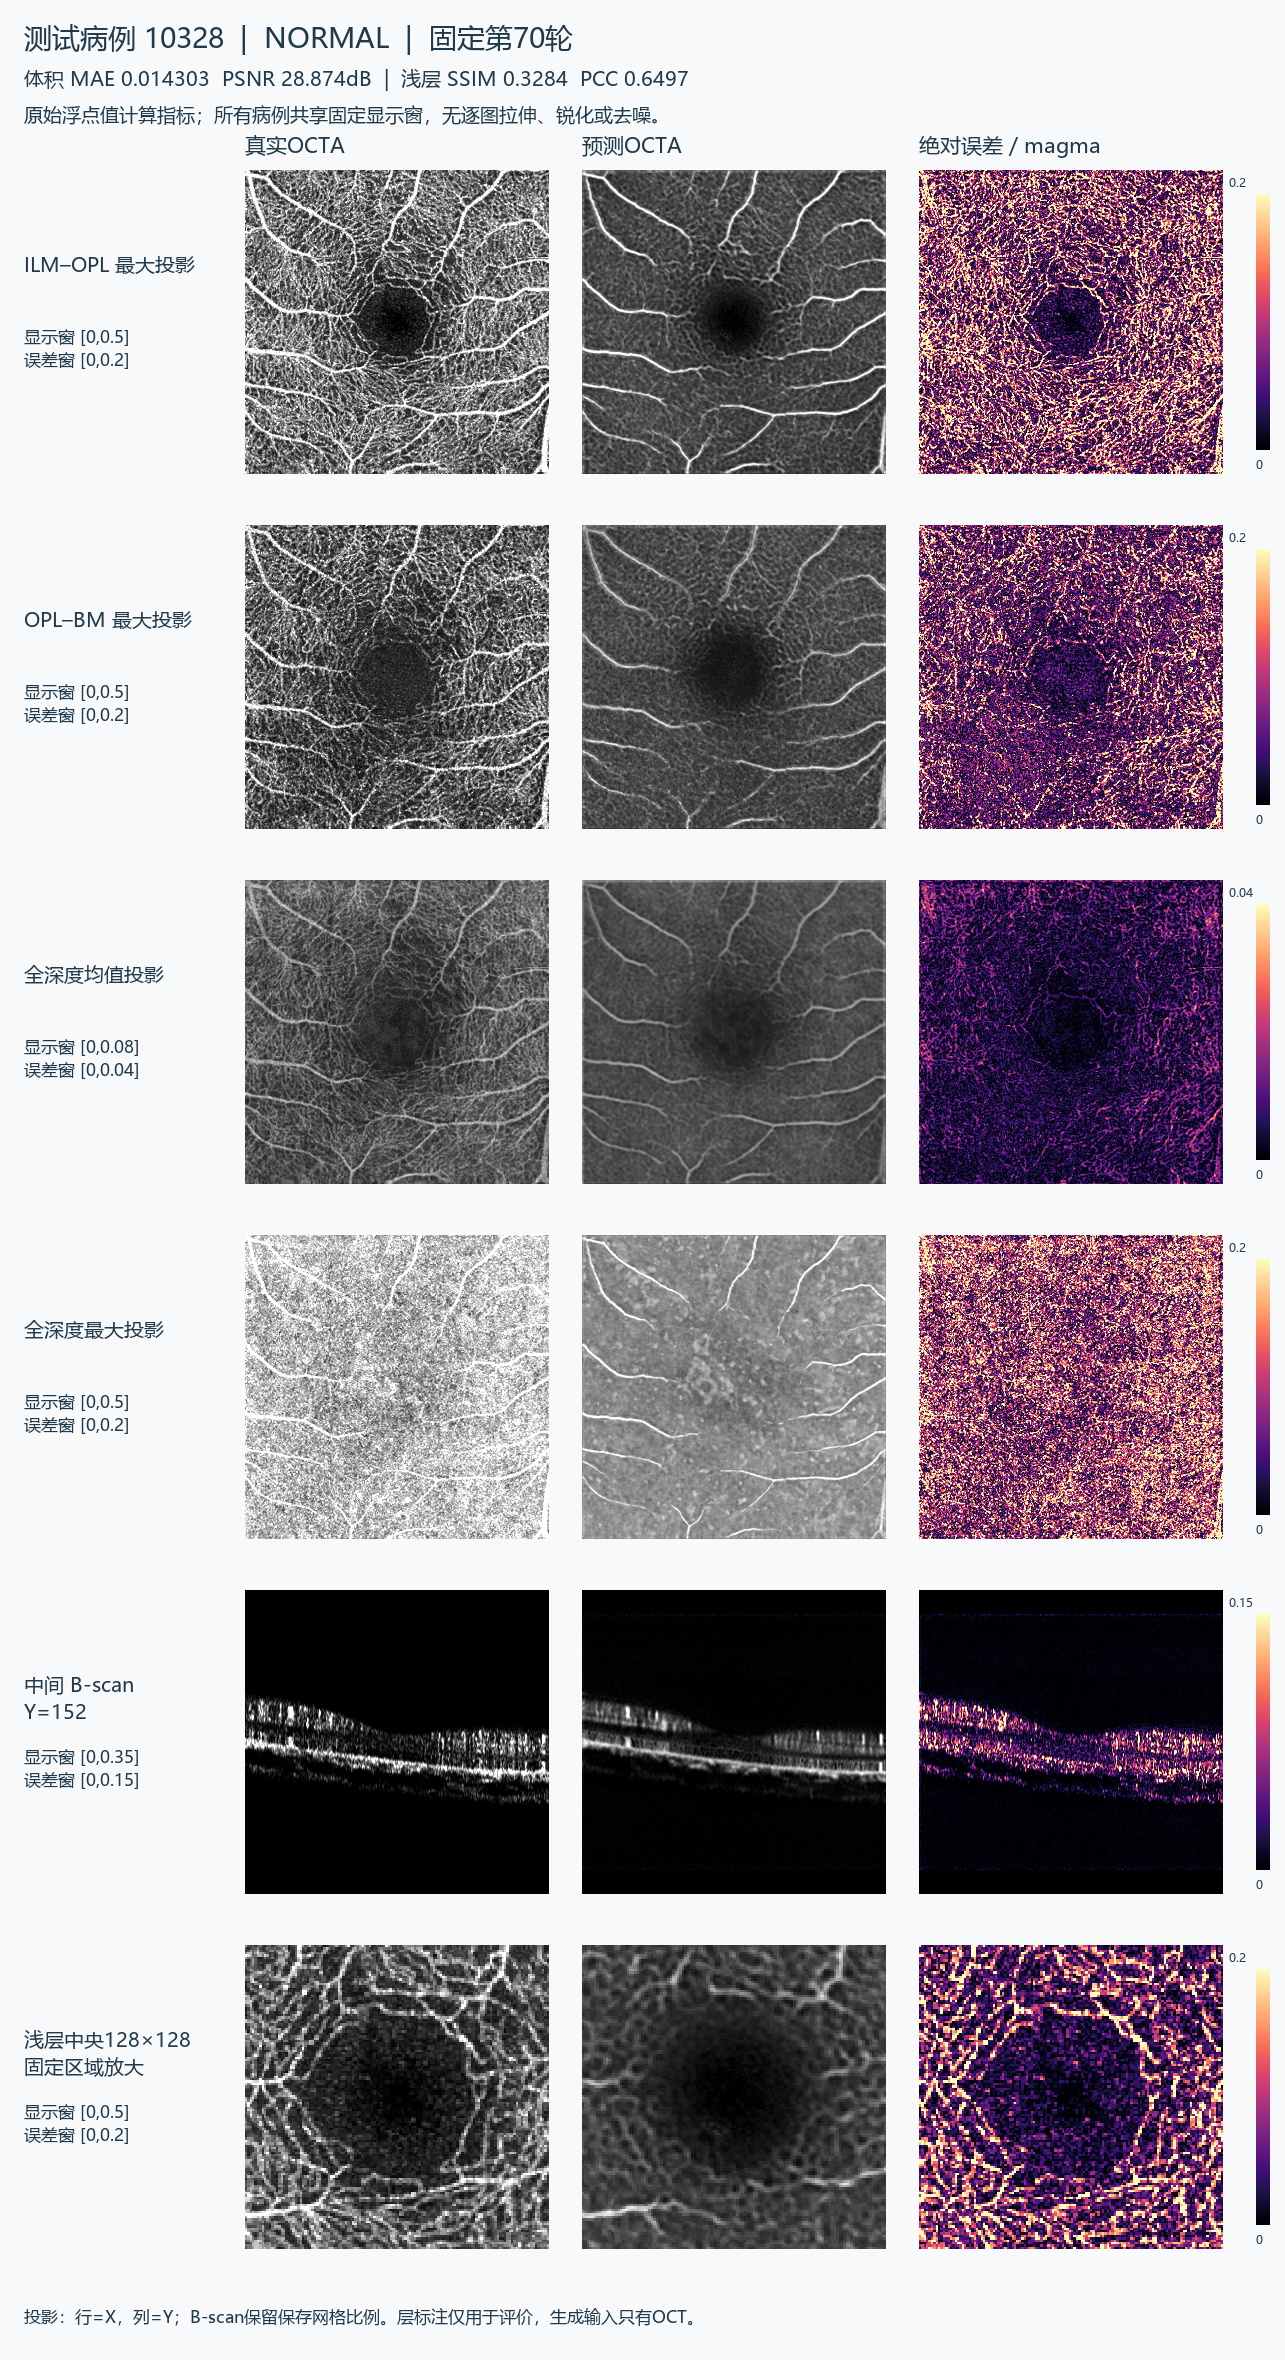 测试病例 10328 | NORMAL | 固定第70轮
体积 MAE 0.014303 PSNR 28.874dB | 浅层 SSIM 0.3284 PCC 0.6497
原始浮点值计算指标；所有病例共享固定显示窗，无逐图拉伸、锐化或去噪。
真实OCTA 预测OCTA 绝对误差 / magma
ILM–OPL 最大投影
显示窗 [0,0.5]
误差窗 [0,0.2]
0.2
0
OPL–BM 最大投影
显示窗 [0,0.5]
误差窗 [0,0.2]
0.2
0
全深度均值投影
显示窗 [0,0.08]
误差窗 [0,0.04]
0.04
0
全深度最大投影
显示窗 [0,0.5]
误差窗 [0,0.2]
0.2
0
中间 B-scan
Y=152
显示窗 [0,0.35]
误差窗 [0,0.15]
0.15
0
浅层中央128×128
固定区域放大
显示窗 [0,0.5]
误差窗 [0,0.2]
0.2
0
投影：行=X，列=Y；B-scan保留保存网格比例。层标注仅用于评价，生成输入只有OCT。